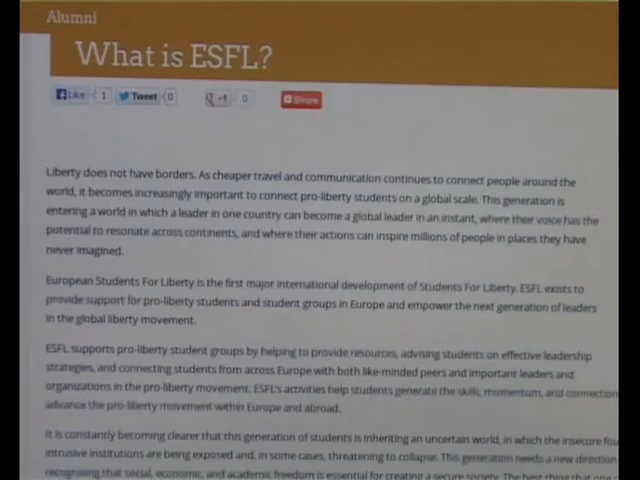 Alumni
What is ESFL?
Like 1 Tweet 0 +1 0 Share
Liberty does not have borders. As cheaper travel and communication continues to connect people around the
world, it becomes increasingly important to connect pro-liberty students on a global scale. This generation is
entering a world in which a leader in one country can become a global leader in an instant, where their voice has the
potential to resonate across continents, and where their actions can inspire millions of people in places they have
never imagined.
European Students For Liberty is the first major international development of Students For Liberty. ESFL exists to
provide support for pro-liberty students and student groups in Europe and empower the next generation of leaders
in the global liberty movement.
ESFL supports pro-liberty student groups by helping to provide resources, advising students on effective leadership
strategies, and connecting students from across Europe with both like-minded peers and important leaders and
organizations in the pro-liberty movement. ESFL's activities help students generate the skills, momentum, and connection
advance the pro-liberty movement within Europe and abroad.
It is constantly becoming clearer that this generation of students is inheriting an uncertain world, in which the insecure fou
intrusive institutions are being exposed and, in some cases, threatening to collapse. This generation needs a new direction
recognising that social, economic, and academic freedom is essential for creating a secure society. The best thing that one